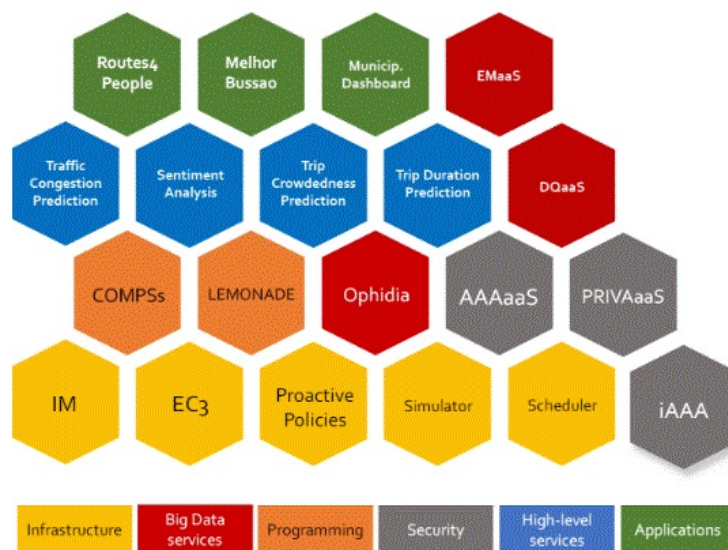 Routes4
People
Melhor
Bussao
Municip.
Dashboard
EMaaS
Traffic
Congestion
Prediction
Sentiment
Analysis
Trip
Crowdedness
Prediction
Trip Duration
Prediction
DQaaS
COMPSs
LEMONADE
Ophidia
AAAaaS
PRIVAaaS
IM
EC3
Proactive
Policies
Simulator
Scheduler
iAAA
Infrastructure
Big Data
services
Programming
Security
High-level
services
Applications